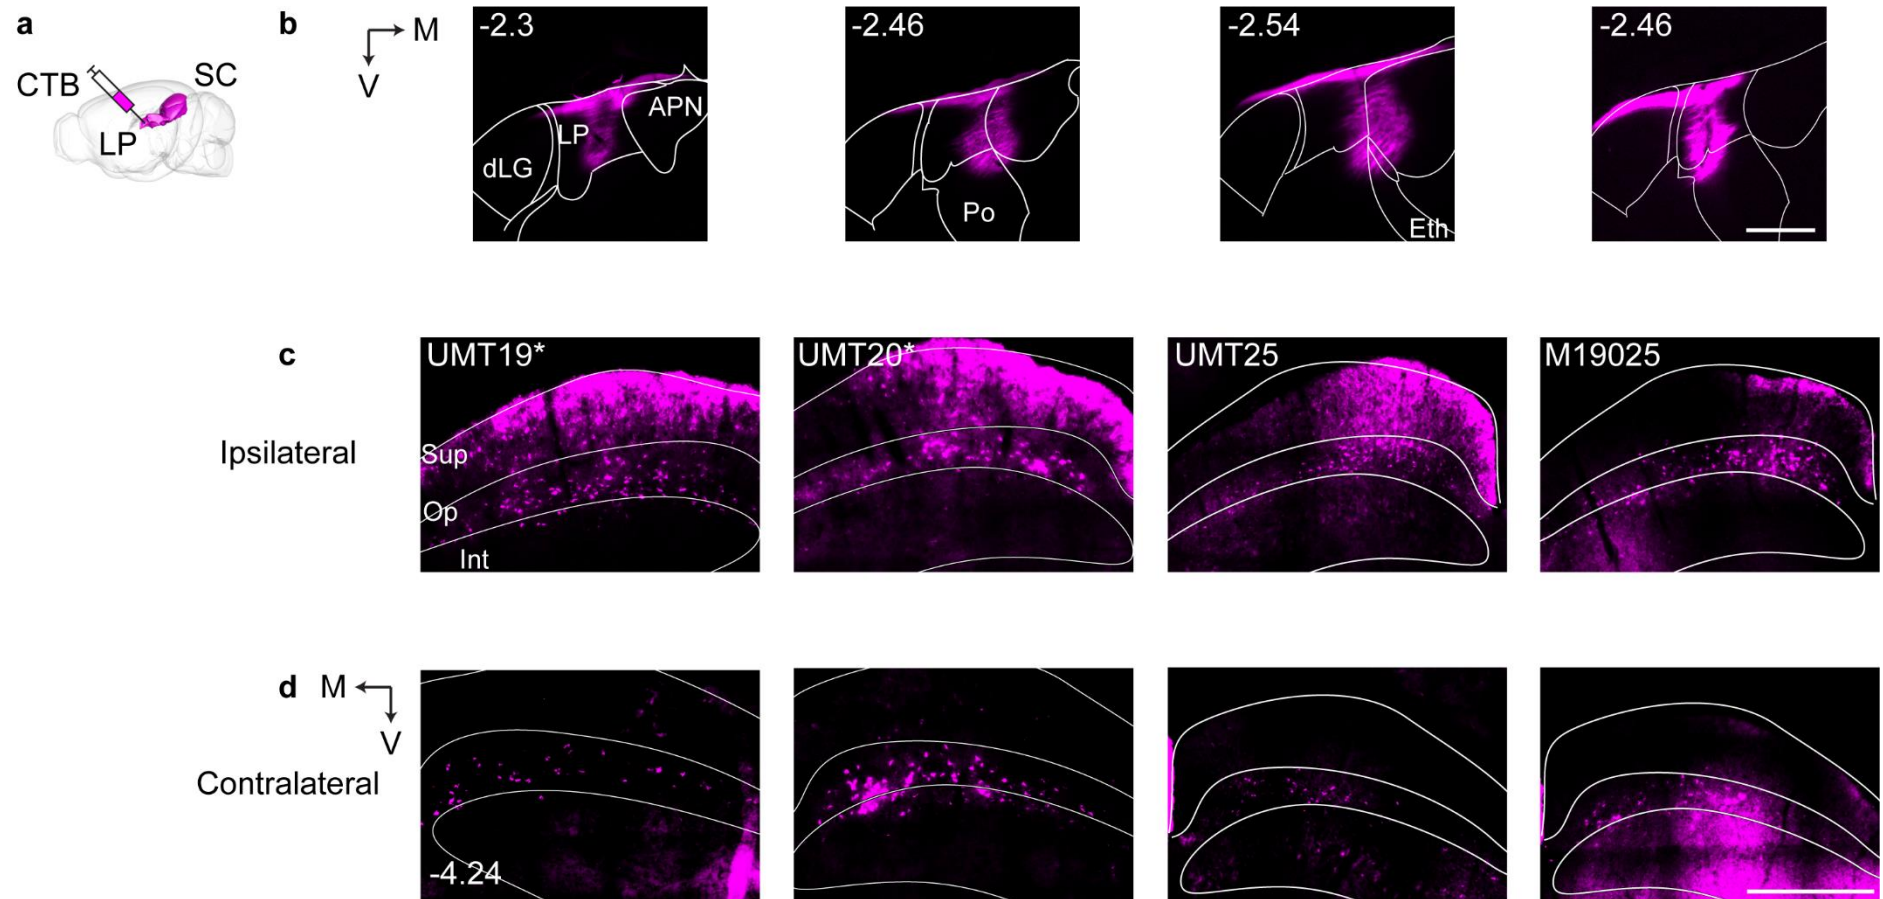 a
CTB
SC
LP
b
M
V
-2.3
LP
APN
dLG
-2.46
Po
-2.54
Eth
-2.46
c
Ipsilateral
UMT19*
Sup
Op
Int
UMT20*
UMT25
M19025
d
M
V
Contralateral
-4.24